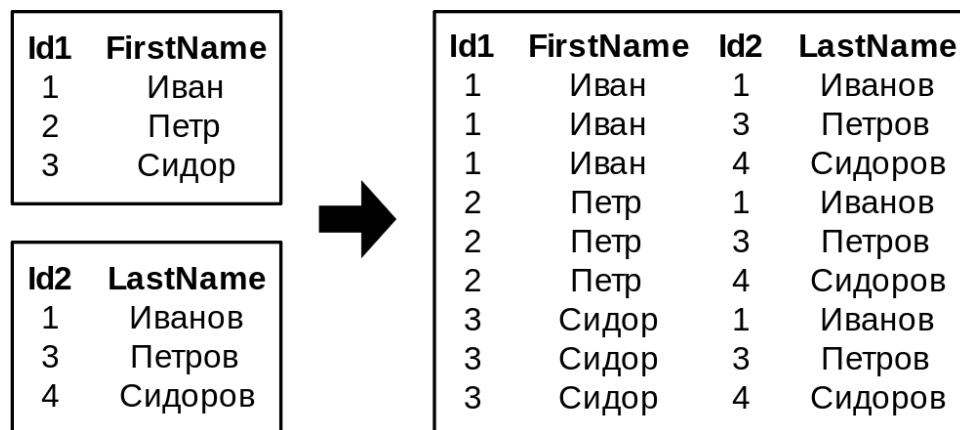 Id1 FirstName
1 Иван
2 Петр
3 Сидор
Id2 LastName
1 Иванов
3 Петров
4 Сидоров
Id1 FirstName Id2 LastName
1 Иван 1 Иванов
1 Иван 3 Петров
1 Иван 4 Сидоров
2 Петр 1 Иванов
2 Петр 3 Петров
2 Петр 4 Сидоров
3 Сидор 1 Иванов
3 Сидор 3 Петров
3 Сидор 4 Сидоров